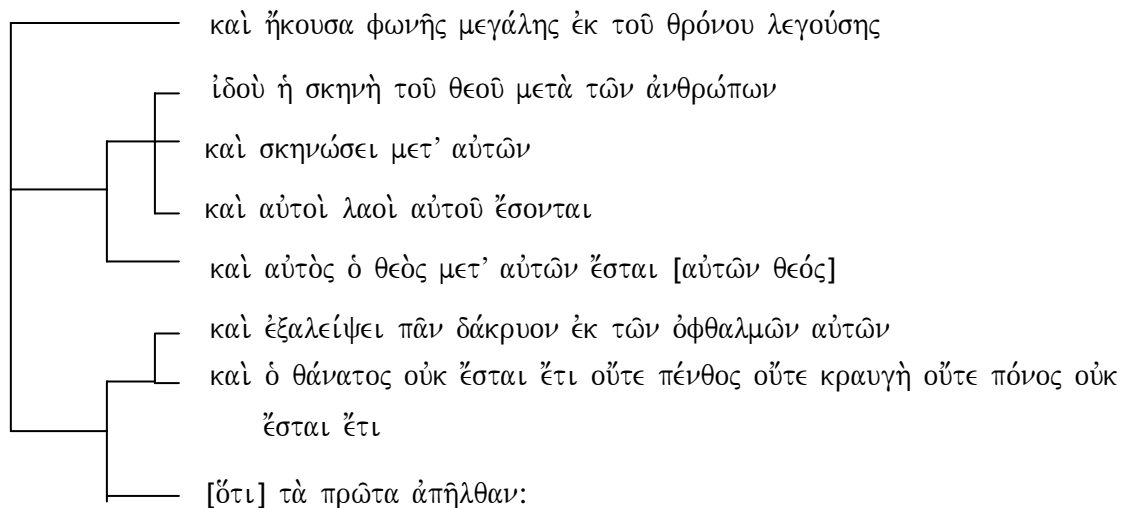 καὶ ἤκουσα φωνῆς μεγάλης ἐκ τοῦ θρόνου λεγούσης
ἰδοὺ ἡ σκηνὴ τοῦ θεοῦ μετὰ τῶν ἀνθρώπων
καὶ σκηνώσει μετ’ αὐτῶν
καὶ αὐτοὶ λαοὶ αὐτοῦ ἔσονται
καὶ αὐτὸς ὁ θεὸς μετ’ αὐτῶν ἔσται [αὐτῶν θεός]
καὶ ἐξαλείψει πᾶν δάκρυον ἐκ τῶν ὀφθαλμῶν αὐτῶν
καὶ ὁ θάνατος οὐκ ἔσται ἔτι οὔτε πένθος οὔτε κραυγὴ οὔτε πόνος οὐκ
ἔσται ἔτι
[ὅτι] τὰ πρῶτα ἀπῆλθαν: